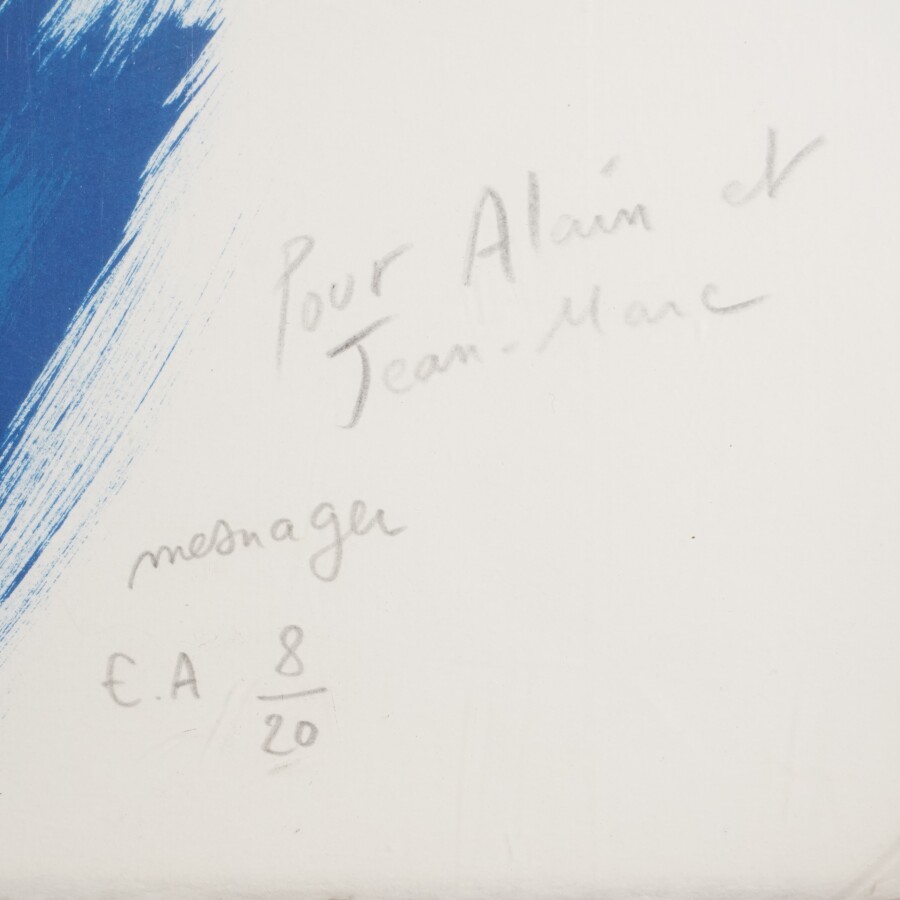 Pour Alain et
Jean-Marc
mesnager
E.A 8/20